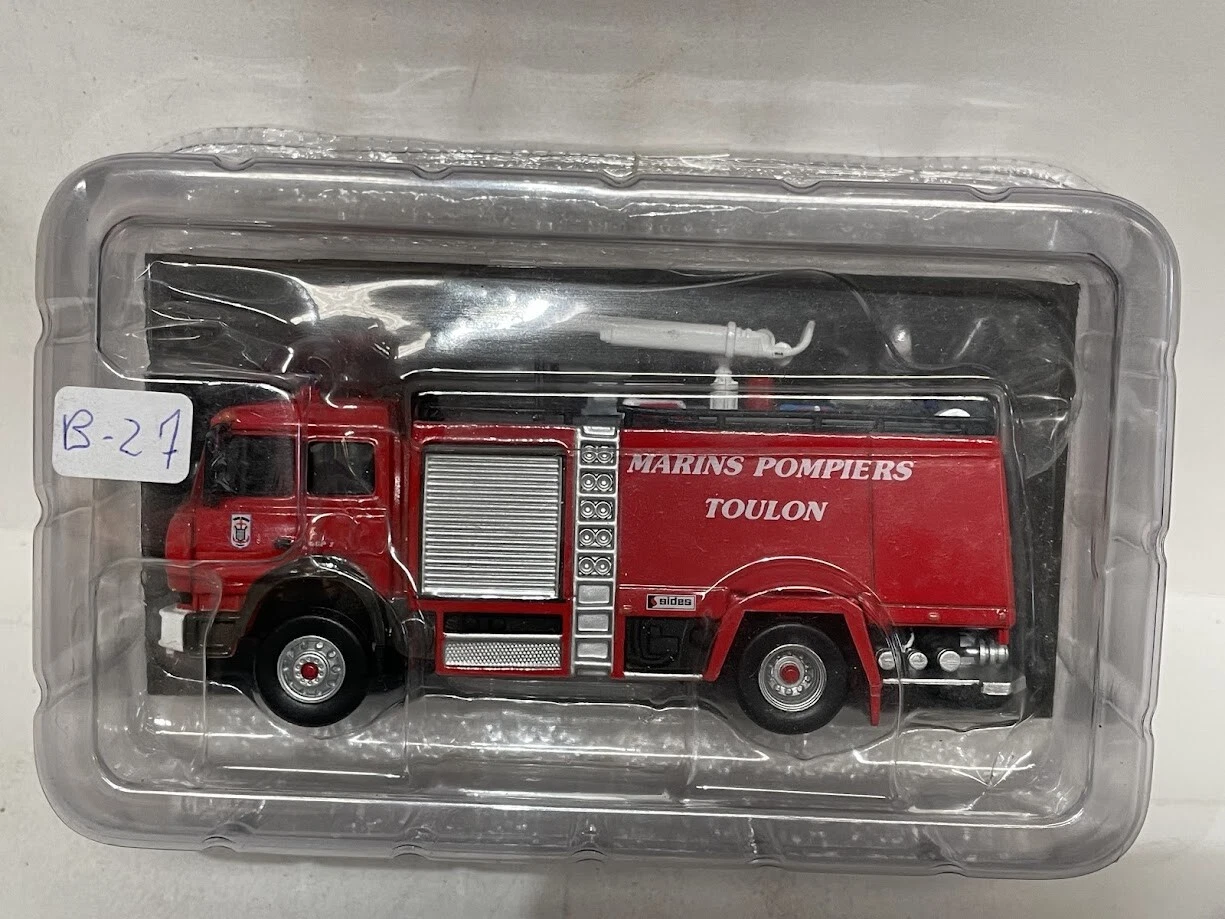 B-27
MARINS POMPIERS
TOULON
sides